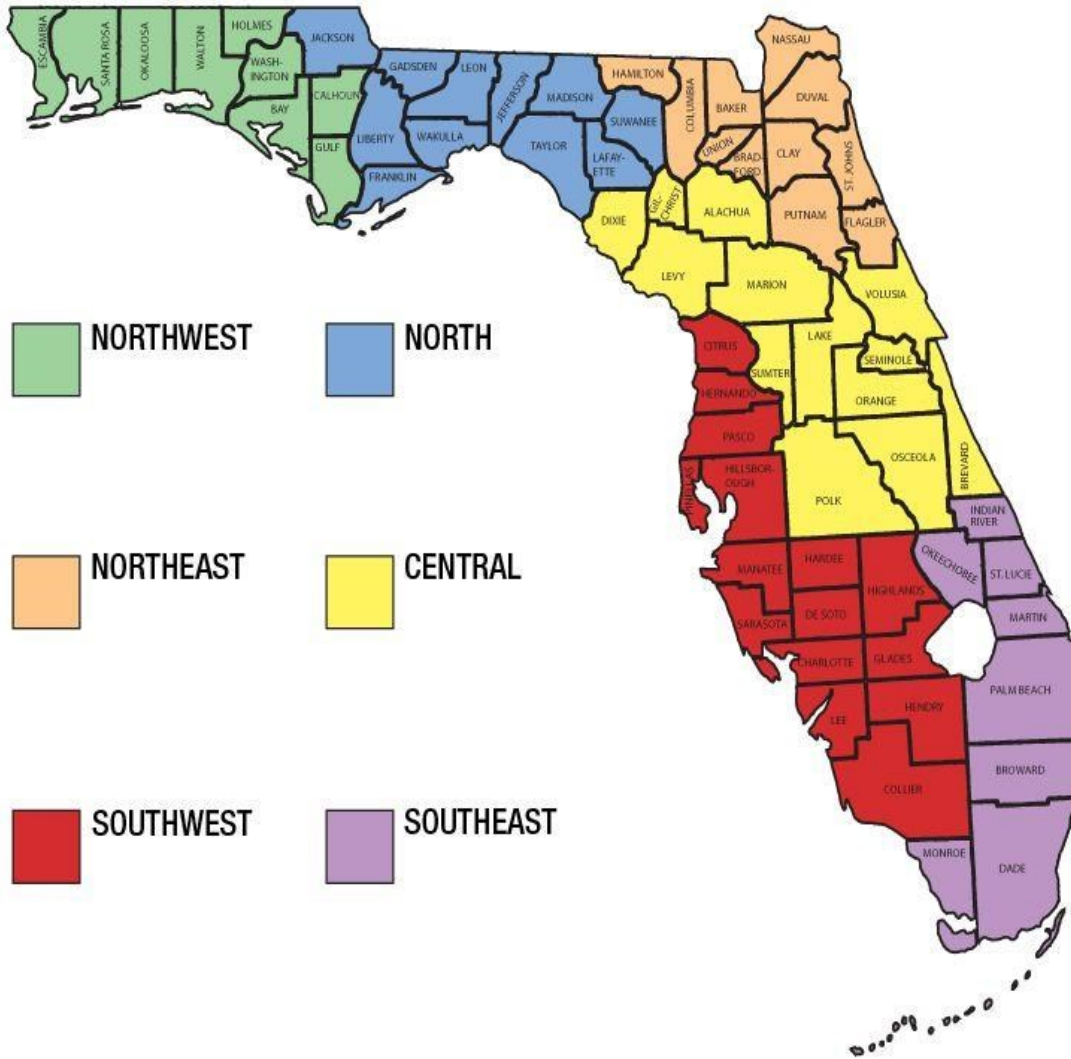 ESCAMBIA
SANTA ROSA
OKALOOSA
WALTON
HOLMES
WASH-
INGTON
BAY
JACKSON
CALHOUN
GULF
LIBERTY
FRANKLIN
GADSDEN
LEON
WAKULLA
JEFFERSON
MADISON
TAYLOR
HAMILTON
SUWANEE
LAFAY-
ETTE
COLUMBIA
BAKER
UNION
BRAD-
FORD
NASSAU
DUVAL
CLAY
ST. JOHNS
PUTNAM
FLAGLER
DIXIE
GIL-
CHRIST
ALACHUA
LEVY
MARION
VOLUSIA
NORTHWEST
NORTH
CITRUS
SUMTER
LAKE
SEMINOLE
ORANGE
HERNANDO
PASCO
PINELLAS
HILLSBOR-
OUGH
POLK
OSCEOLA
BREVARD
INDIAN
RIVER
NORTHEAST
CENTRAL
MANATEE
HARDEE
HIGHLANDS
OKEECHOBEE
ST. LUCIE
SARASOTA
DE SOTO
MARTIN
CHARLOTTE
GLADES
PALM BEACH
LEE
HENDRY
BROWARD
COLLIER
SOUTHWEST
SOUTHEAST
MONROE
DADE